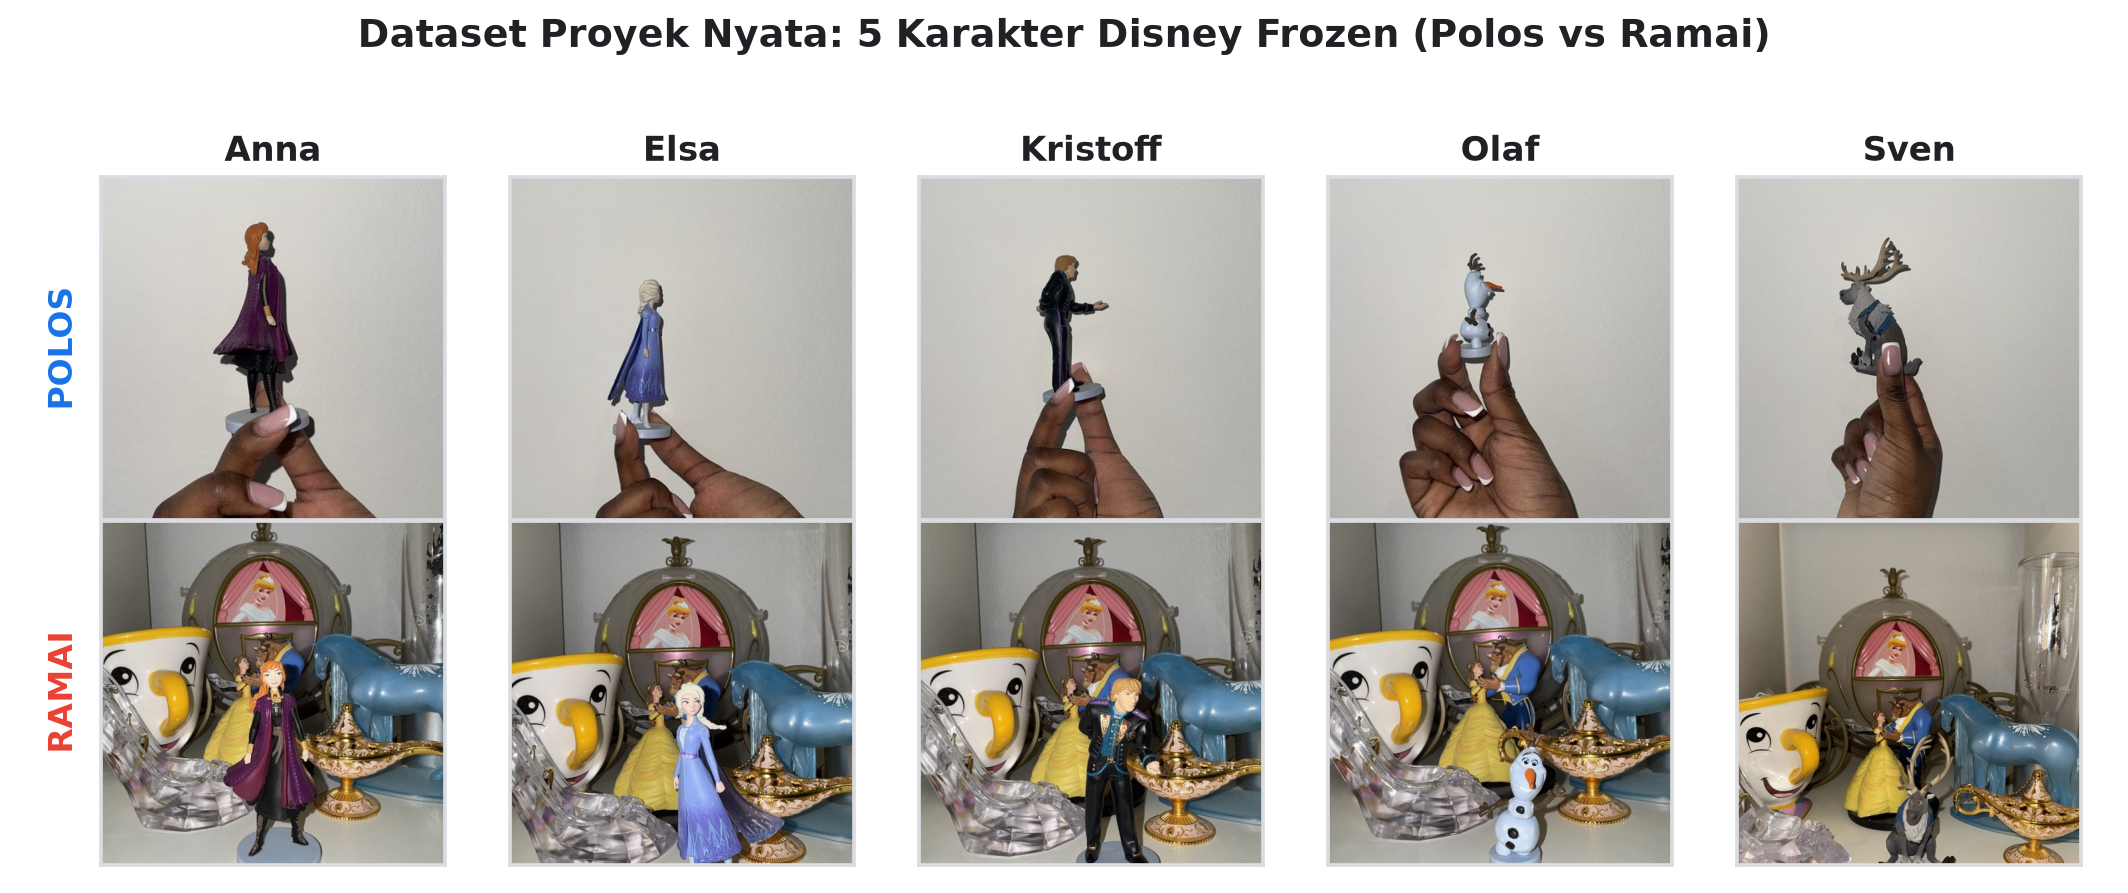 Dataset Proyek Nyata: 5 Karakter Disney Frozen (Polos vs Ramai)
Anna
Elsa
Kristoff
Olaf
Sven
POLOS
RAMAI